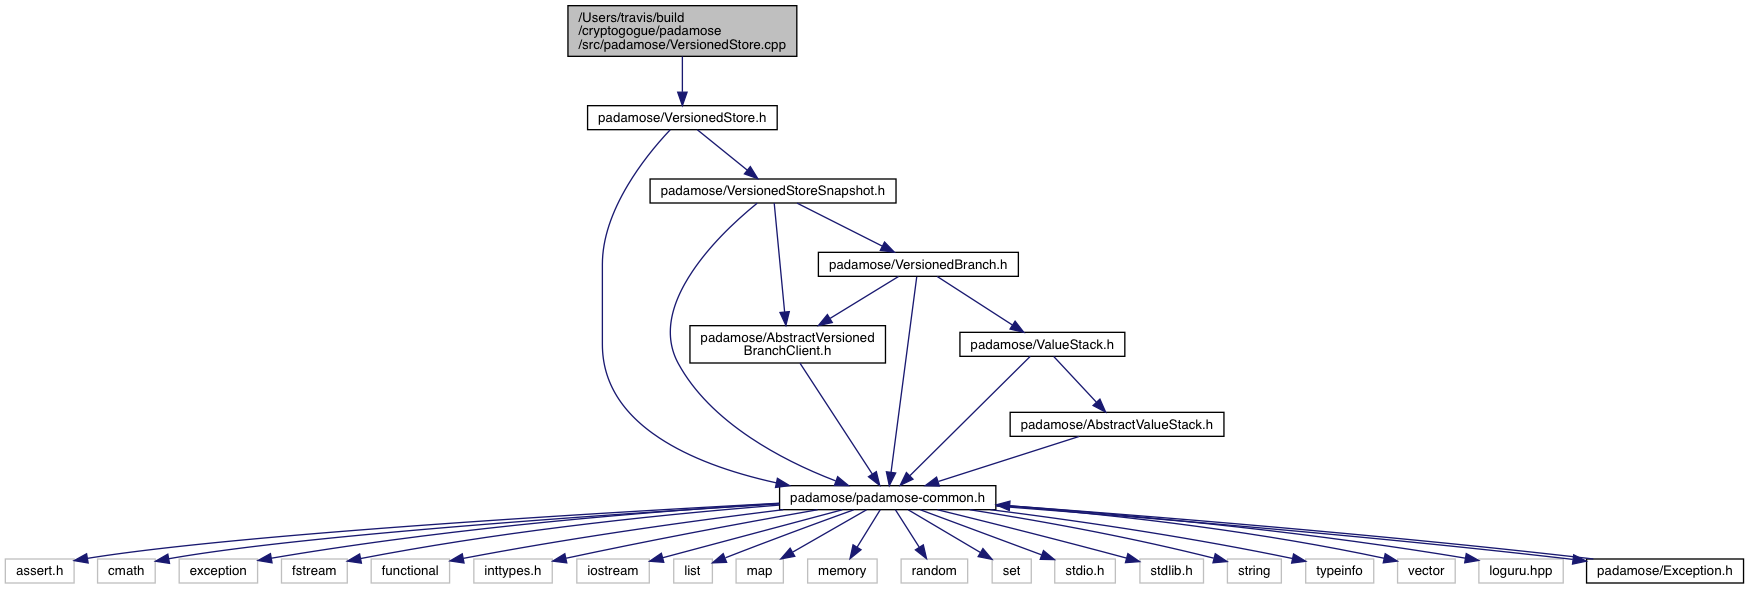 /Users/travis/build
/cryptogogue/padamose
/src/padamose/VersionedStore.cpp
padamose/VersionedStore.h
padamose/VersionedStoreSnapshot.h
padamose/VersionedBranch.h
padamose/AbstractVersioned
BranchClient.h
padamose/ValueStack.h
padamose/AbstractValueStack.h
padamose/padamose-common.h
assert.h
cmath
exception
fstream
functional
inttypes.h
iostream
list
map
memory
random
set
stdio.h
stdlib.h
string
typeinfo
vector
loguru.hpp
padamose/Exception.h